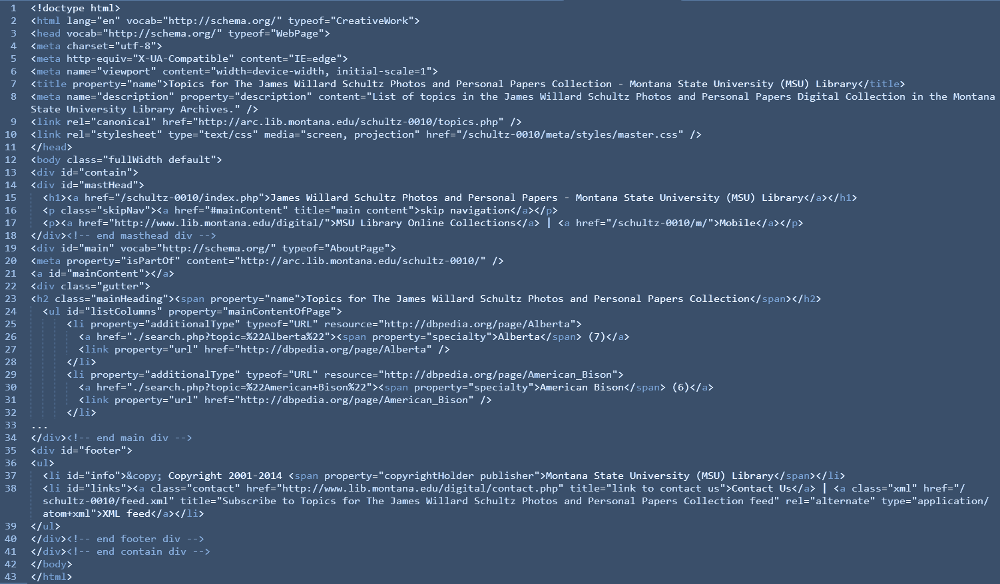 1 <!doctype html>
2 <html lang="en" vocab="http://schema.org/" typeof="CreativeWork">
3 <head vocab="http://schema.org/" typeof="WebPage">
4 <meta charset="utf-8">
5 <meta http-equiv="X-UA-Compatible" content="IE=edge">
6 <meta name="viewport" content="width=device-width, initial-scale=1">
7 <title property="name">Topics for The James Willard Schultz Photos and Personal Papers Collection - Montana State University (MSU) Library</title>
8 <meta name="description" property="description" content="List of topics in the James Willard Schultz Photos and Personal Papers Digital Collection in the Montana
State University Library Archives." />
9 <link rel="canonical" href="http://arc.lib.montana.edu/schultz-0010/topics.php" />
10 <link rel="stylesheet" type="text/css" media="screen, projection" href="/schultz-0010/meta/styles/master.css" />
11 </head>
12 <body class="fullWidth default">
13 <div id="contain">
14 <div id="mastHead">
15 <h1><a href="/schultz-0010/index.php">James Willard Schultz Photos and Personal Papers - Montana State University (MSU) Library</a></h1>
16 <p class="skipNav"><a href="#mainContent" title="main content">skip navigation</a></p>
17 <p><a href="http://www.lib.montana.edu/digital/">MSU Library Online Collections</a> | <a href="/schultz-0010/m/">Mobile</a></p>
18 </div><!-- end masthead div -->
19 <div id="main" vocab="http://schema.org/" typeof="AboutPage">
20 <meta property="isPartOf" content="http://arc.lib.montana.edu/schultz-0010/" />
21 <a id="mainContent"></a>
22 <div class="gutter">
23 <h2 class="mainHeading"><span property="name">Topics for The James Willard Schultz Photos and Personal Papers Collection</span></h2>
24 <ul id="listColumns" property="mainContentOfPage">
25 <li property="additionalType" typeof="URL" resource="http://dbpedia.org/page/Alberta">
26 <a href="./search.php?topic=%22Alberta%22"><span property="specialty">Alberta</span> (7)</a>
27 <link property="url" href="http://dbpedia.org/page/Alberta" />
28 </li>
29 <li property="additionalType" typeof="URL" resource="http://dbpedia.org/page/American_Bison">
30 <a href="./search.php?topic=%22American+Bison%22"><span property="specialty">American Bison</span> (6)</a>
31 <link property="url" href="http://dbpedia.org/page/American_Bison" />
32 </li>
33 ...
34 </div><!-- end main div -->
35 <div id="footer">
36 <ul>
37 <li id="info">&copy; Copyright 2001-2014 <span property="copyrightHolder publisher">Montana State University (MSU) Library</span></li>
38 <li id="links"><a class="contact" href="http://www.lib.montana.edu/digital/contact.php" title="link to contact us">Contact Us</a> | <a class="xml" href="/
schultz-0010/feed.xml" title="Subscribe to Topics for The James Willard Schultz Photos and Personal Papers Collection feed" rel="alternate" type="application/
atom+xml">XML feed</a></li>
39 </ul>
40 </div><!-- end footer div -->
41 </div><!-- end contain div -->
42 </body>
43 </html>